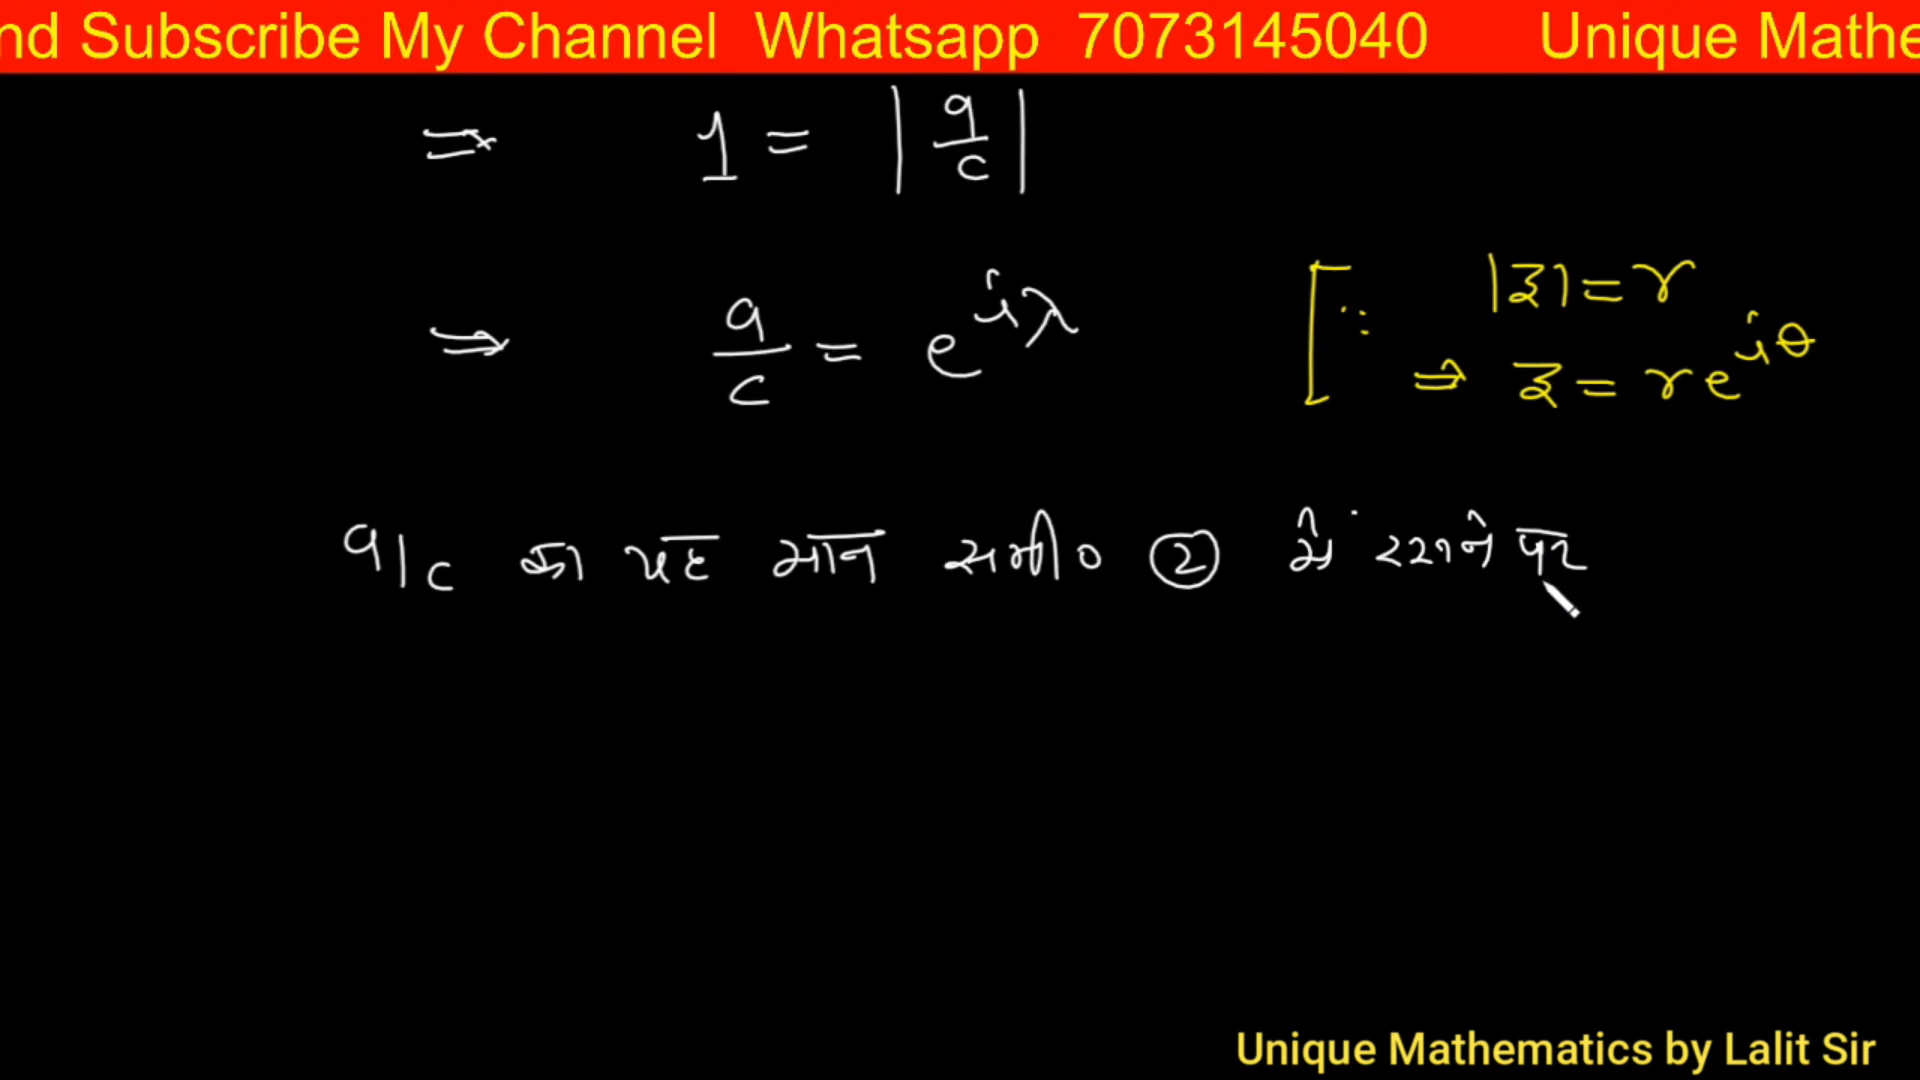 nd Subscribe My Channel Whatsapp 7073145040 Unique Mathe
⇒ 1 = |a/c|
⇒ a/c = e^{iλ} [∵ |z| = r
⇒ z = re^{iθ}
a/c का यह मान समी० ② में रखने पर
Unique Mathematics by Lalit Sir